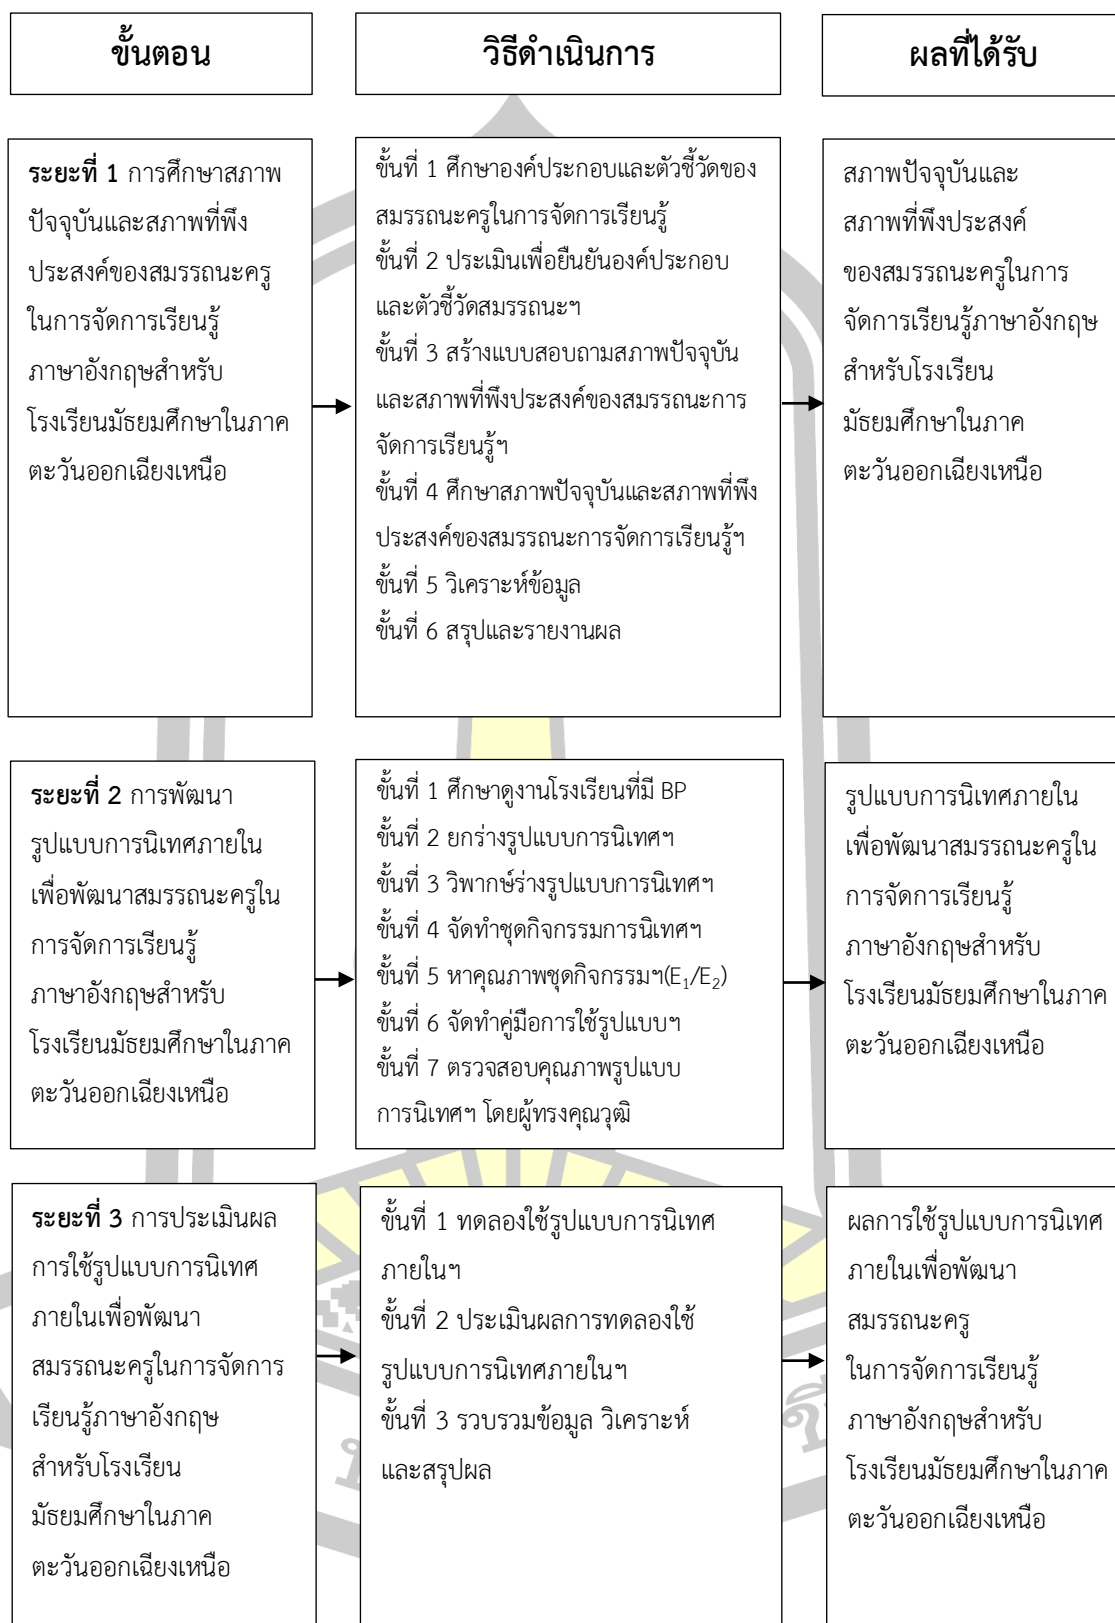 ขั้นตอน
วิธีดำเนินการ
ผลที่ได้รับ
ระยะที่ 1 การศึกษาสภาพ
ปัจจุบันและสภาพที่พึง
ประสงค์ของสมรรถนะครู
ในการจัดการเรียนรู้
ภาษาอังกฤษสำหรับ
โรงเรียนมัธยมศึกษาในภาค
ตะวันออกเฉียงเหนือ
ขั้นที่ 1 ศึกษาองค์ประกอบและตัวชี้วัดของ
สมรรถนะครูในการจัดการเรียนรู้
ขั้นที่ 2 ประเมินเพื่อยืนยันองค์ประกอบ
และตัวชี้วัดสมรรถนะฯ
ขั้นที่ 3 สร้างแบบสอบถามสภาพปัจจุบัน
และสภาพที่พึงประสงค์ของสมรรถนะการ
จัดการเรียนรู้ฯ
ขั้นที่ 4 ศึกษาสภาพปัจจุบันและสภาพที่พึง
ประสงค์ของสมรรถนะการจัดการเรียนรู้ฯ
ขั้นที่ 5 วิเคราะห์ข้อมูล
ขั้นที่ 6 สรุปและรายงานผล
สภาพปัจจุบันและ
สภาพที่พึงประสงค์
ของสมรรถนะครูในการ
จัดการเรียนรู้ภาษาอังกฤษ
สำหรับโรงเรียน
มัธยมศึกษาในภาค
ตะวันออกเฉียงเหนือ
ระยะที่ 2 การพัฒนา
รูปแบบการนิเทศภายใน
เพื่อพัฒนาสมรรถนะครูใน
การจัดการเรียนรู้
ภาษาอังกฤษสำหรับ
โรงเรียนมัธยมศึกษาในภาค
ตะวันออกเฉียงเหนือ
ขั้นที่ 1 ศึกษาดูงานโรงเรียนที่มี BP
ขั้นที่ 2 ยกร่างรูปแบบการนิเทศฯ
ขั้นที่ 3 วิพากษ์ร่างรูปแบบการนิเทศฯ
ขั้นที่ 4 จัดทำชุดกิจกรรมการนิเทศฯ
ขั้นที่ 5 หาคุณภาพชุดกิจกรรมฯ(E₁/E₂)
ขั้นที่ 6 จัดทำคู่มือการใช้รูปแบบฯ
ขั้นที่ 7 ตรวจสอบคุณภาพรูปแบบ
การนิเทศฯ โดยผู้ทรงคุณวุฒิ
รูปแบบการนิเทศภายใน
เพื่อพัฒนาสมรรถนะครูใน
การจัดการเรียนรู้
ภาษาอังกฤษสำหรับ
โรงเรียนมัธยมศึกษาในภาค
ตะวันออกเฉียงเหนือ
ระยะที่ 3 การประเมินผล
การใช้รูปแบบการนิเทศ
ภายในเพื่อพัฒนา
สมรรถนะครูในการจัดการ
เรียนรู้ภาษาอังกฤษ
สำหรับโรงเรียน
มัธยมศึกษาในภาค
ตะวันออกเฉียงเหนือ
ขั้นที่ 1 ทดลองใช้รูปแบบการนิเทศ
ภายในฯ
ขั้นที่ 2 ประเมินผลการทดลองใช้
รูปแบบการนิเทศภายในฯ
ขั้นที่ 3 รวบรวมข้อมูล วิเคราะห์
และสรุปผล
ผลการใช้รูปแบบการนิเทศ
ภายในเพื่อพัฒนา
สมรรถนะครู
ในการจัดการเรียนรู้
ภาษาอังกฤษสำหรับ
โรงเรียนมัธยมศึกษาในภาค
ตะวันออกเฉียงเหนือ